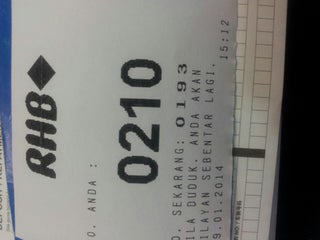 RHB
O. ANDA :
0210
O. SEKARANG: 0193
ILA DUDUK. ANDA AKAN
ILAYAN SEBENTAR LAGI.
9.01.2014 15:12